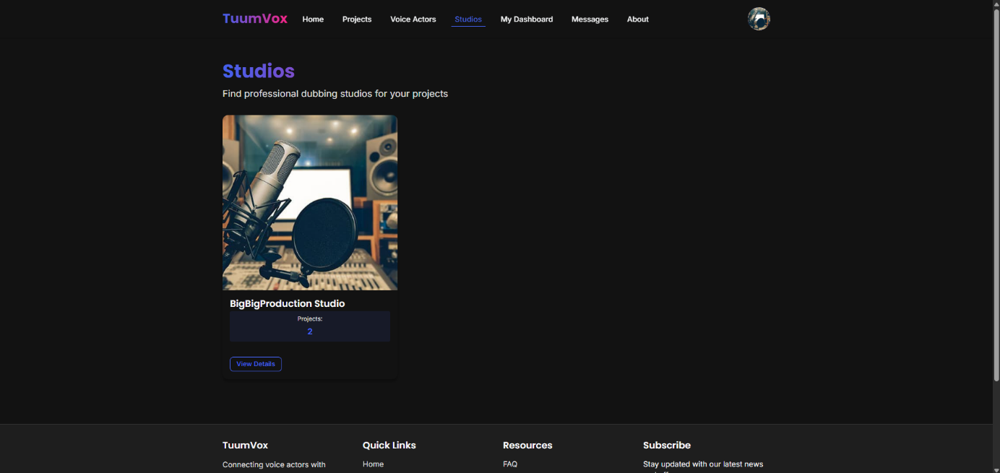 TuumVox
Home
Projects
Voice Actors
Studios
My Dashboard
Messages
About
Studios
Find professional dubbing studios for your projects
BigBigProduction Studio
Projects:
2
View Details
TuumVox
Connecting voice actors with
Quick Links
Home
Resources
FAQ
Subscribe
Stay updated with our latest news